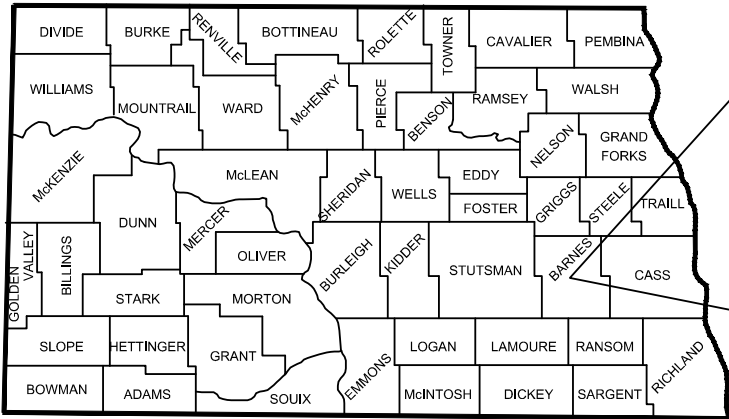 DIVIDE
BURKE
RENVILLE
BOTTINEAU
ROLETTE
TOWNER
CAVALIER
PEMBINA
WILLIAMS
MOUNTRAIL
WARD
McHENRY
PIERCE
BENSON
RAMSEY
WALSH
McKENZIE
McLEAN
SHERIDAN
WELLS
EDDY
FOSTER
NELSON
GRAND
FORKS
GRIGGS
STEELE
TRAILL
DUNN
MERCER
OLIVER
BURLEIGH
KIDDER
STUTSMAN
BARNES
CASS
GOLDEN
VALLEY
BILLINGS
STARK
MORTON
SLOPE
HETTINGER
GRANT
EMMONS
LOGAN
LAMOURE
RANSOM
RICHLAND
BOWMAN
ADAMS
SOUIX
McINTOSH
DICKEY
SARGENT